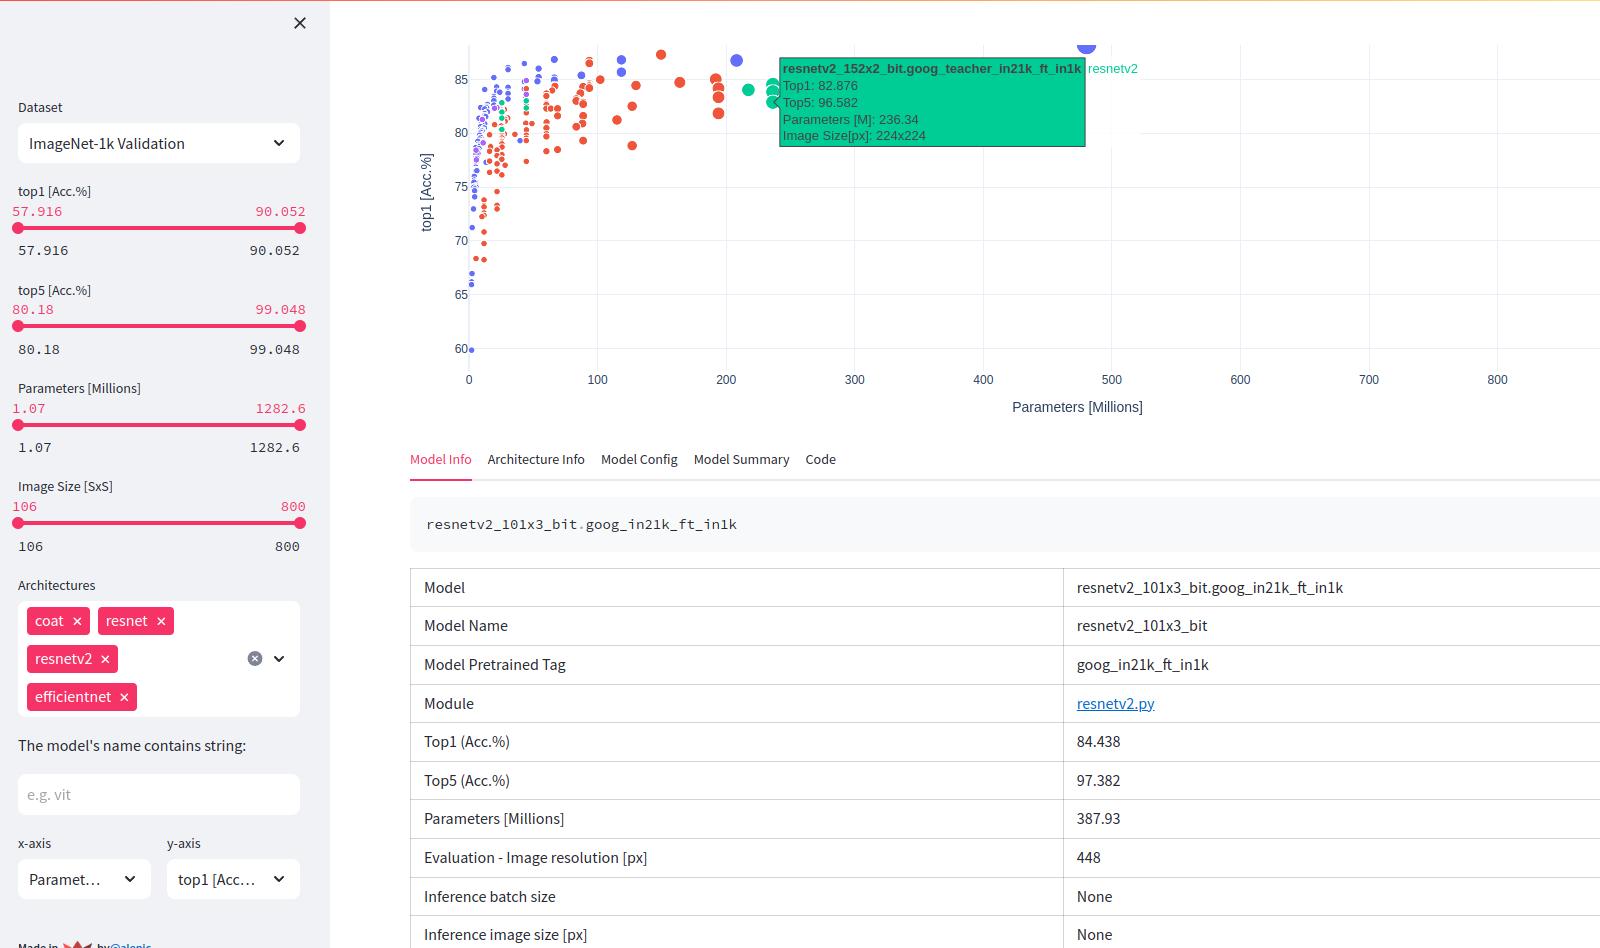 Dataset
ImageNet-1k Validation
top1 [Acc.%]
57.916 90.052
57.916 90.052
top5 [Acc.%]
80.18 99.048
80.18 99.048
Parameters [Millions]
1.07 1282.6
1.07 1282.6
Image Size [SxS]
106 800
106 800
Architectures
coat × resnet ×
resnetv2 ×
efficientnet ×
The model's name contains string:
e.g. vit
x-axis y-axis
Paramet... top1 [Acc...
Made in by @alenic
top1 [Acc.%]
85
80
75
70
65
60
0 100 200 300 400 500 600 700 800
Parameters [Millions]
resnetv2_152x2_bit.goog_teacher_in21k_ft_in1k resnetv2
Top1: 82.876
Top5: 96.582
Parameters [M]: 236.34
Image Size[px]: 224x224
Model Info Architecture Info Model Config Model Summary Code
resnetv2_101x3_bit.goog_in21k_ft_in1k
Model resnetv2_101x3_bit.goog_in21k_ft_in1k
Model Name resnetv2_101x3_bit
Model Pretrained Tag goog_in21k_ft_in1k
Module resnetv2.py
Top1 (Acc.%) 84.438
Top5 (Acc.%) 97.382
Parameters [Millions] 387.93
Evaluation - Image resolution [px] 448
Inference batch size None
Inference image size [px] None